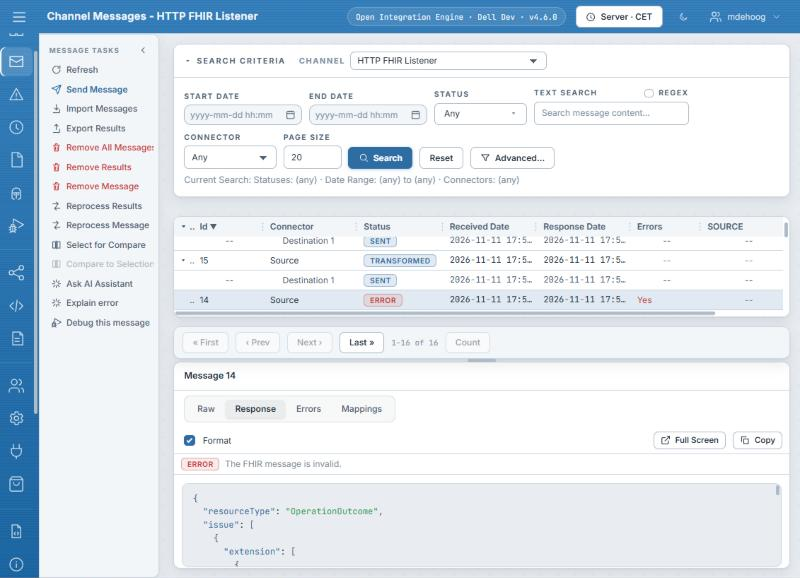 Channel Messages - HTTP FHIR Listener
Open Integration Engine · Dell Dev · v4.6.0
Server · CET
mdehoog
MESSAGE TASKS
Refresh
Send Message
Import Messages
Export Results
Remove All Messages
Remove Results
Remove Message
Reprocess Results
Reprocess Message
Select for Compare
Compare to Selection
Ask AI Assistant
Explain error
Debug this message
SEARCH CRITERIA CHANNEL HTTP FHIR Listener
START DATE END DATE STATUS TEXT SEARCH REGEX
yyyy-mm-dd hh:mm yyyy-mm-dd hh:mm Any Search message content...
CONNECTOR PAGE SIZE
Any 20 Search Reset Advanced...
Current Search: Statuses: (any) · Date Range: (any) to (any) · Connectors: (any)
.. Id ▼ Connector Status Received Date Response Date Errors SOURCE
-- Destination 1 SENT 2026-11-11 17:5… 2026-11-11 17:5… -- --
.. 15 Source TRANSFORMED 2026-11-11 17:5… 2026-11-11 17:5… -- --
-- Destination 1 SENT 2026-11-11 17:5… 2026-11-11 17:5… -- --
.. 14 Source ERROR 2026-11-11 17:5… 2026-11-11 17:5… Yes --
« First ‹ Prev Next › Last » 1-16 of 16 Count
Message 14
Raw Response Errors Mappings
Format Full Screen Copy
ERROR The FHIR message is invalid.
{
"resourceType": "OperationOutcome",
"issue": [
{
"extension": [
{